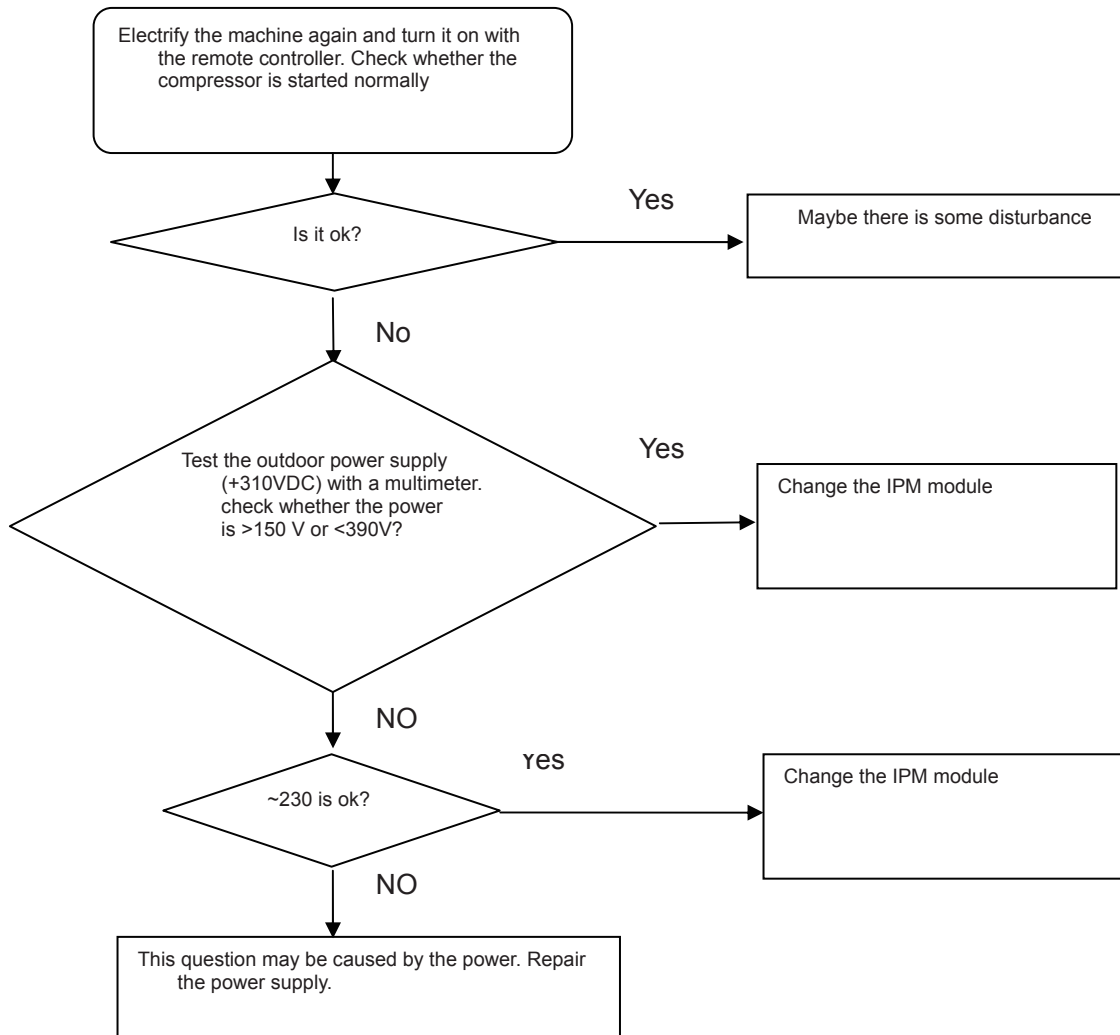 Electrify the machine again and turn it on with
the remote controller. Check whether the
compressor is started normally
Yes
Is it ok?
Maybe there is some disturbance
No
Yes
Test the outdoor power supply
(+310VDC) with a multimeter.
check whether the power
is >150 V or <390V?
Change the IPM module
NO
Yes
~230 is ok?
Change the IPM module
NO
This question may be caused by the power. Repair
the power supply.